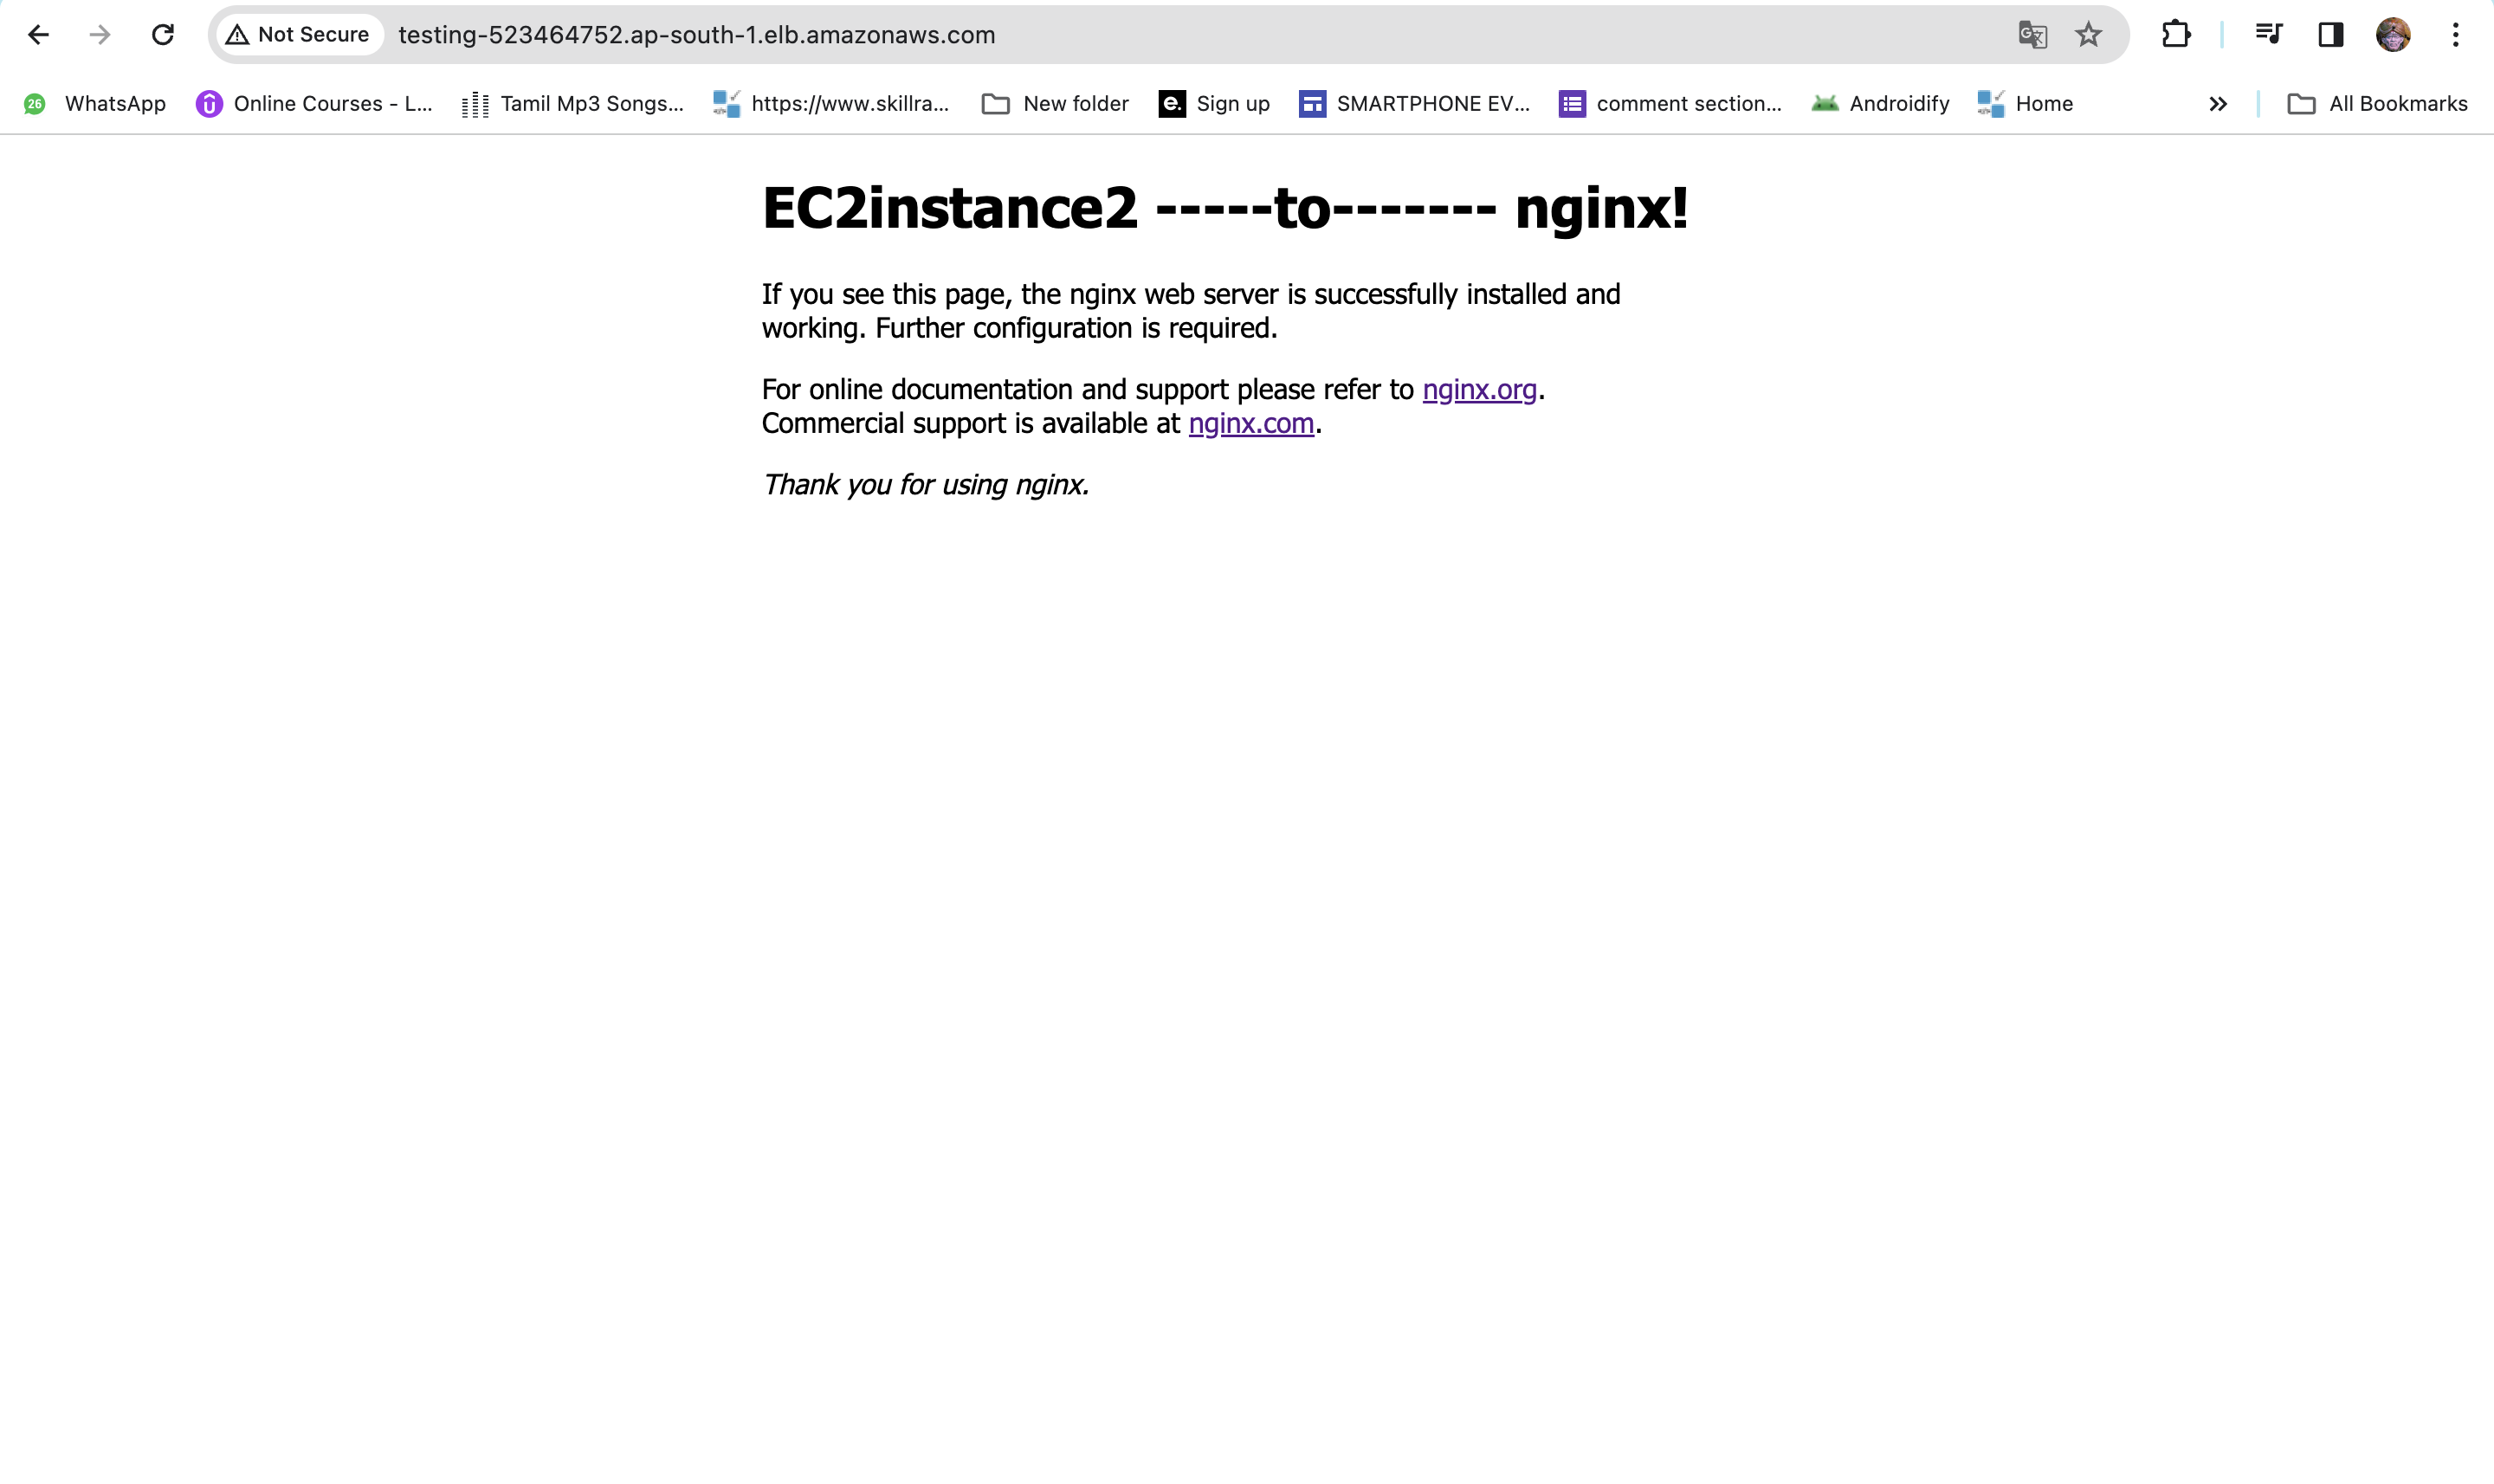 Not Secure testing-523464752.ap-south-1.elb.amazonaws.com
26 WhatsApp Online Courses - L... Tamil Mp3 Songs... https://www.skillra... New folder e. Sign up SMARTPHONE EV... comment section... Androidify Home All Bookmarks
EC2instance2 -----to------- nginx!
If you see this page, the nginx web server is successfully installed and
working. Further configuration is required.
For online documentation and support please refer to nginx.org.
Commercial support is available at nginx.com.
Thank you for using nginx.